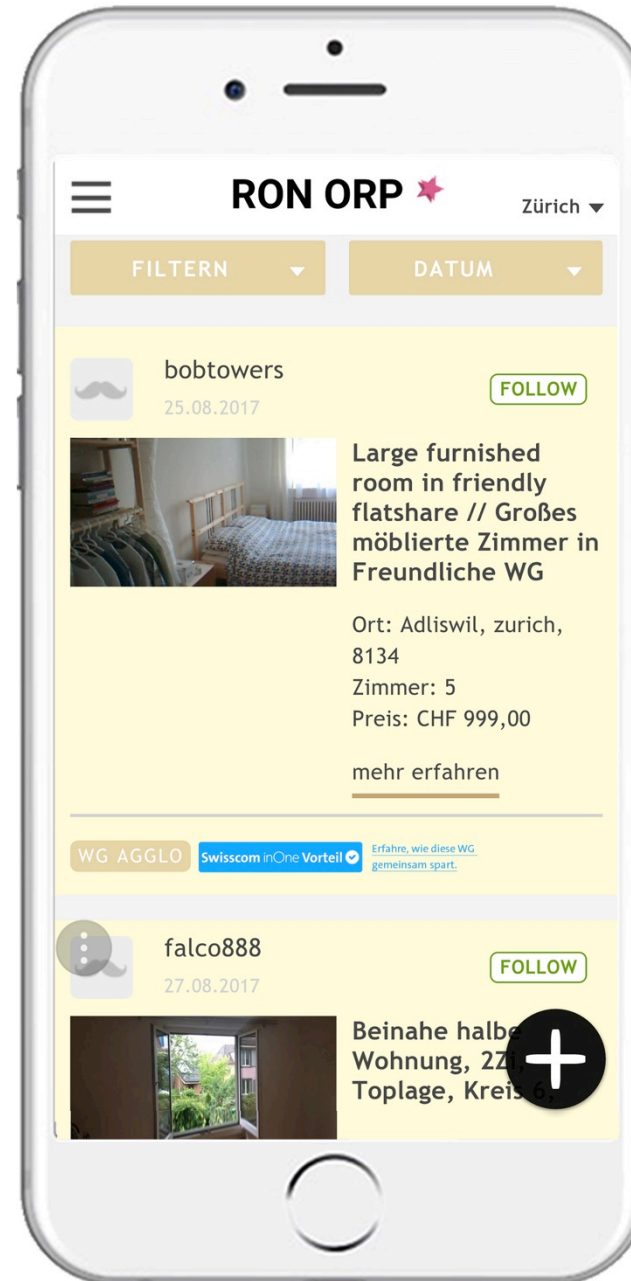 RON ORP
Zürich
FILTERN
DATUM
bobtowers
25.08.2017
FOLLOW
Large furnished
room in friendly
flatshare // Großes
möblierte Zimmer in
Freundliche WG
Ort: Adliswil, zurich,
8134
Zimmer: 5
Preis: CHF 999,00
mehr erfahren
WG AGGLO
Swisscom inOne Vorteil
Erfahre, wie diese WG
gemeinsam spart.
falco888
27.08.2017
FOLLOW
Beinahe halbe
Wohnung, 2Zi,
Toplage, Kreis 6,